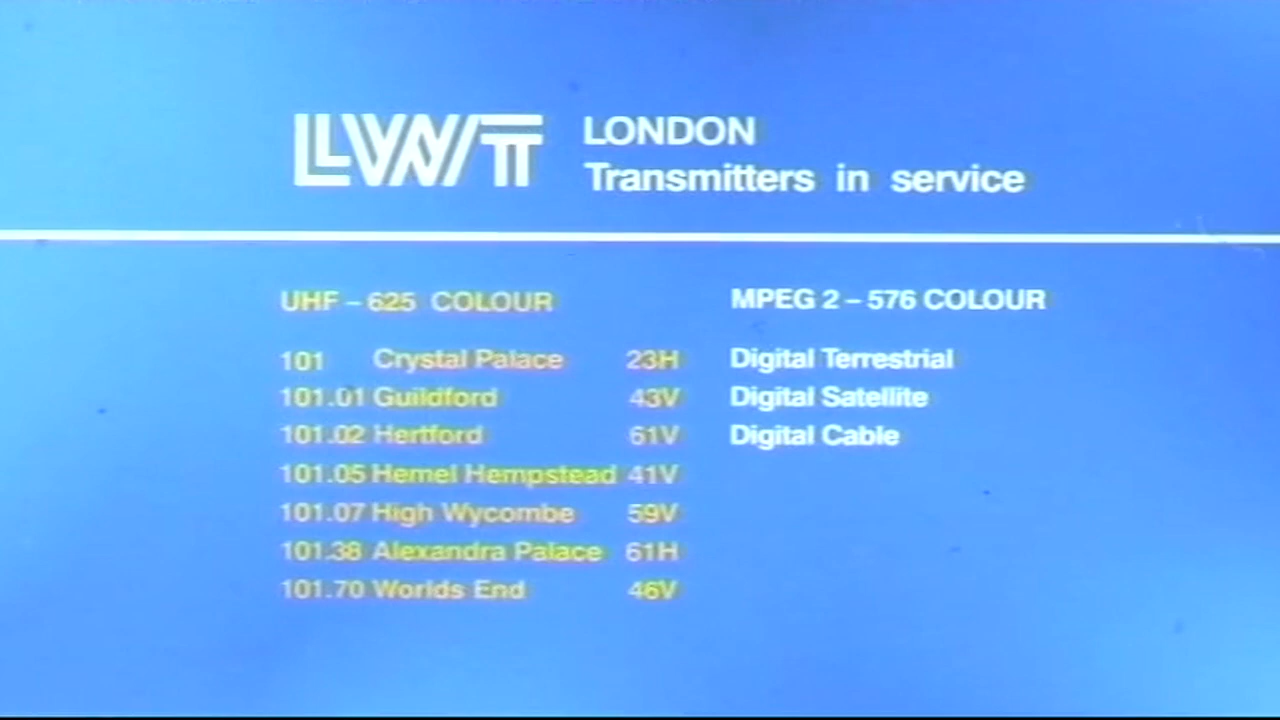 LWT
LONDON
Transmitters in service
UHF – 625 COLOUR
101 Crystal Palace 23H
101.01 Guildford 43V
101.02 Hertford 61V
101.05 Hemel Hempstead 41V
101.07 High Wycombe 59V
101.38 Alexandra Palace 61H
101.70 Worlds End 46V
MPEG 2 – 576 COLOUR
Digital Terrestrial
Digital Satellite
Digital Cable